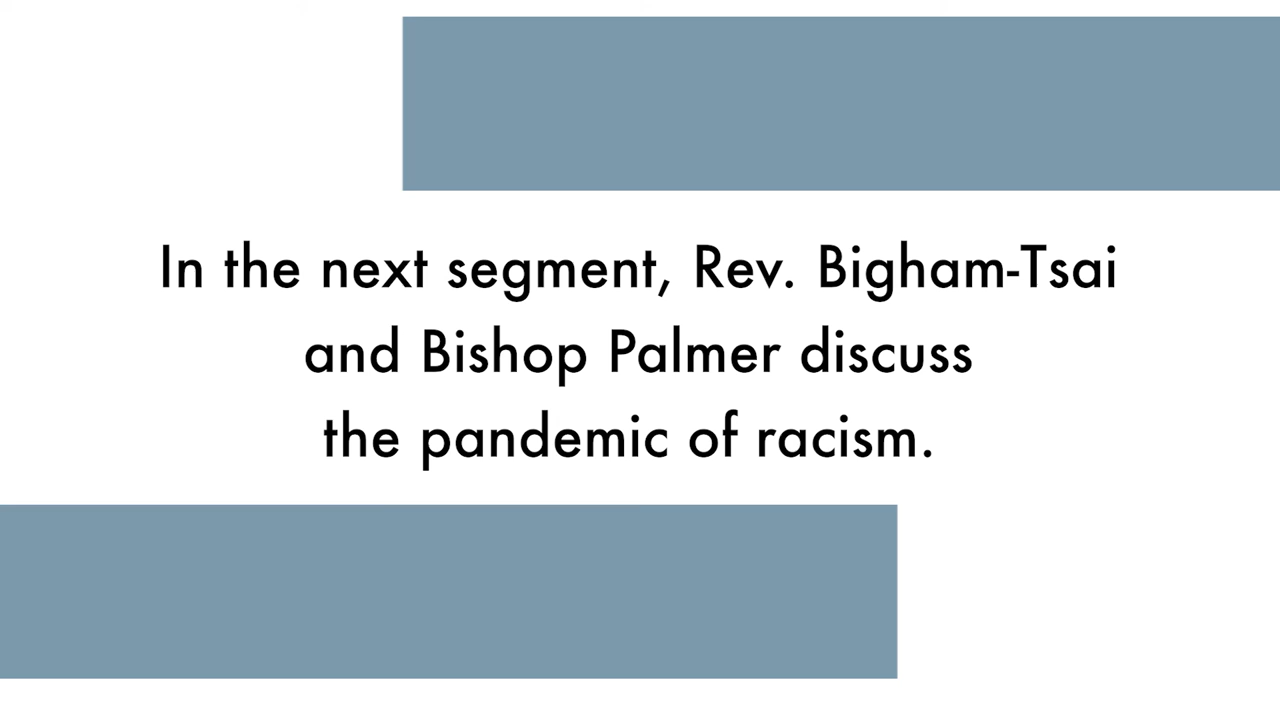 In the next segment, Rev. Bigham-Tsai
and Bishop Palmer discuss
the pandemic of racism.